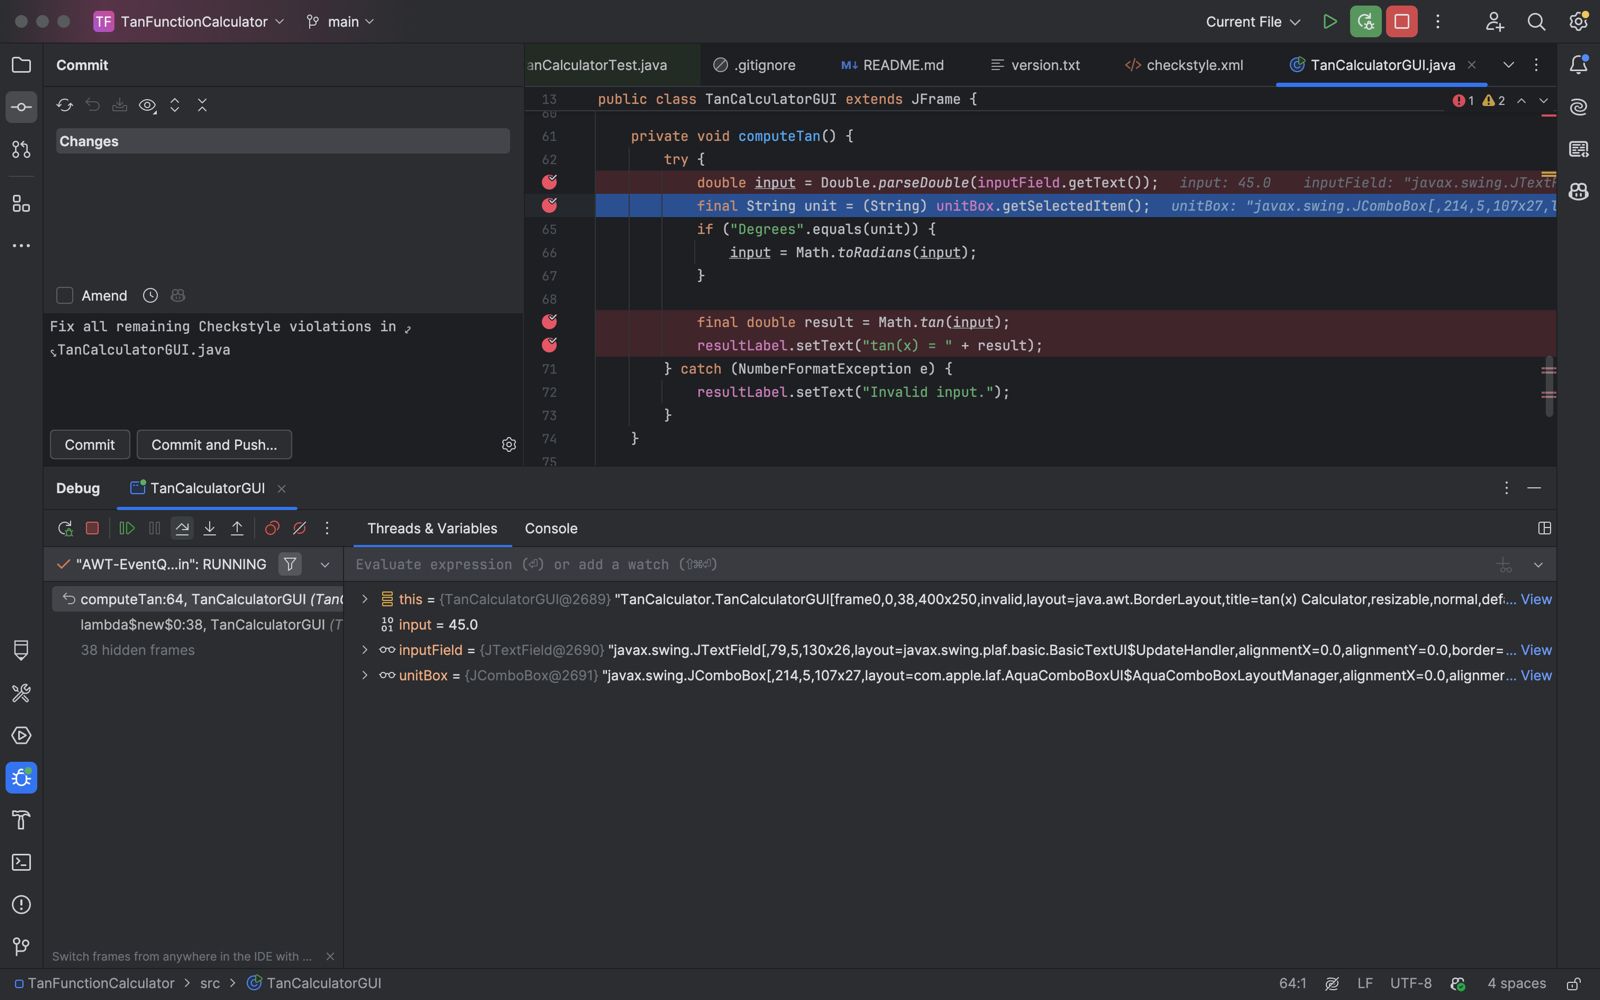 TF TanFunctionCalculator main Current File
Commit
Changes
Amend
Fix all remaining Checkstyle violations in
TanCalculatorGUI.java
Commit Commit and Push...
anCalculatorTest.java .gitignore M↓ README.md version.txt </> checkstyle.xml TanCalculatorGUI.java
13 public class TanCalculatorGUI extends JFrame { 1 2
60
61 private void computeTan() {
62 try {
double input = Double.parseDouble(inputField.getText()); input: 45.0 inputField: "javax.swing.JTextF
final String unit = (String) unitBox.getSelectedItem(); unitBox: "javax.swing.JComboBox[,214,5,107x27,l
65 if ("Degrees".equals(unit)) {
66 input = Math.toRadians(input);
67 }
68
final double result = Math.tan(input);
resultLabel.setText("tan(x) = " + result);
71 } catch (NumberFormatException e) {
72 resultLabel.setText("Invalid input.");
73 }
74 }
75
Debug TanCalculatorGUI
Threads & Variables Console
"AWT-EventQ...in": RUNNING
computeTan:64, TanCalculatorGUI (TanC
lambda$new$0:38, TanCalculatorGUI (T
38 hidden frames
Evaluate expression (⏎) or add a watch (⇧⌘⏎)
this = {TanCalculatorGUI@2689} "TanCalculator.TanCalculatorGUI[frame0,0,38,400x250,invalid,layout=java.awt.BorderLayout,title=tan(x) Calculator,resizable,normal,def... View
10 01 input = 45.0
inputField = {JTextField@2690} "javax.swing.JTextField[,79,5,130x26,layout=javax.swing.plaf.basic.BasicTextUI$UpdateHandler,alignmentX=0.0,alignmentY=0.0,border=... View
unitBox = {JComboBox@2691} "javax.swing.JComboBox[,214,5,107x27,layout=com.apple.laf.AquaComboBoxUI$AquaComboBoxLayoutManager,alignmentX=0.0,alignmer... View
Switch frames from anywhere in the IDE with ...
TanFunctionCalculator > src > TanCalculatorGUI 64:1 LF UTF-8 4 spaces